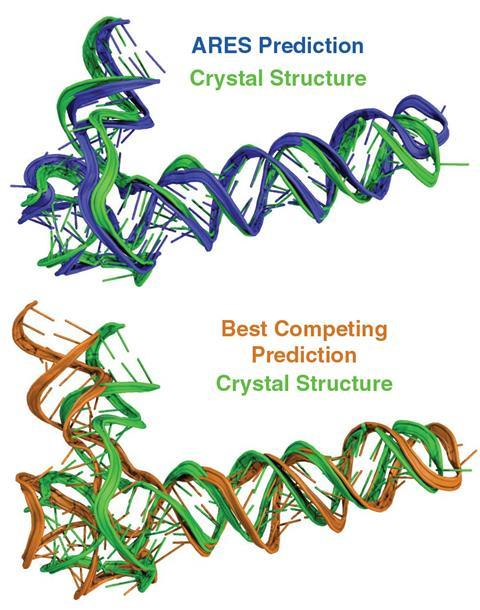 ARES Prediction
Crystal Structure
Best Competing
Prediction
Crystal Structure